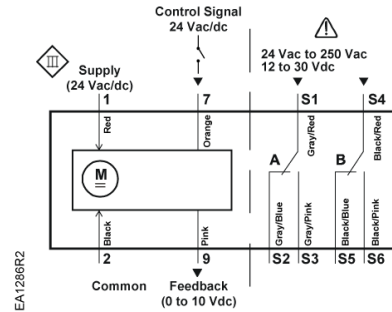 Control Signal
24 Vac/dc
III
24 Vac to 250 Vac
12 to 30 Vdc
Supply
(24 Vac/dc)
1
7
S1
S4
Red
Orange
Gray/Red
Black/Red
A
B
M
Black
Pink
Gray/Blue
Gray/Pink
Black/Blue
Black/Pink
2
9
S2
S3
S5
S6
Common
Feedback
(0 to 10 Vdc)
EA1286R2